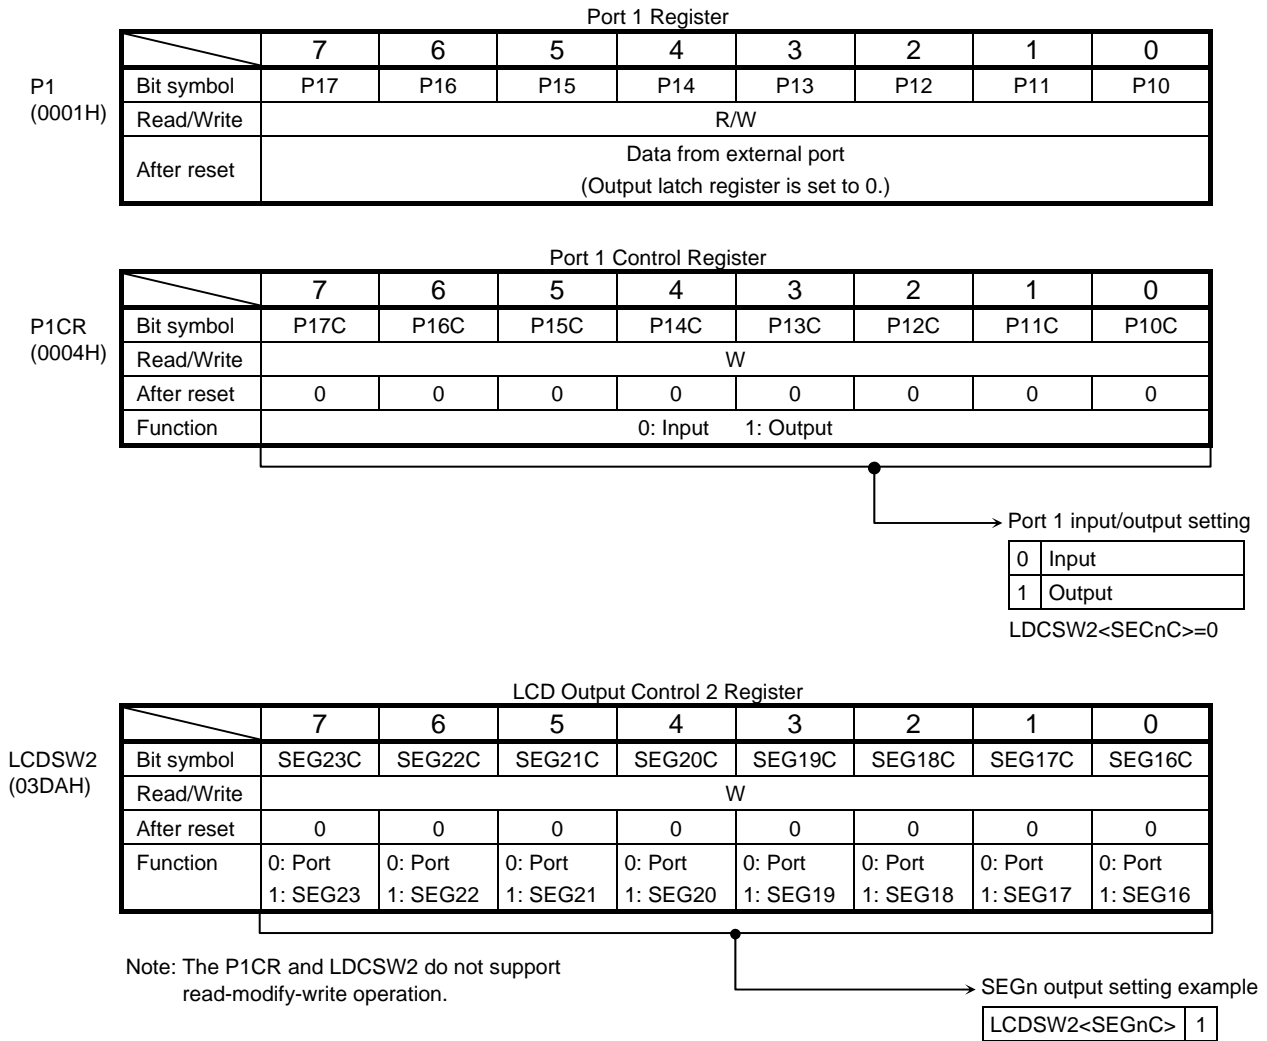 Port 1 Register
7 6 5 4 3 2 1 0
P1
(0001H)
Bit symbol P17 P16 P15 P14 P13 P12 P11 P10
Read/Write R/W
After reset Data from external port
(Output latch register is set to 0.)
Port 1 Control Register
7 6 5 4 3 2 1 0
P1CR
(0004H)
Bit symbol P17C P16C P15C P14C P13C P12C P11C P10C
Read/Write W
After reset 0 0 0 0 0 0 0 0
Function 0: Input 1: Output
Port 1 input/output setting
0 Input
1 Output
LDCSW2<SECnC>=0
LCD Output Control 2 Register
7 6 5 4 3 2 1 0
LCDSW2
(03DAH)
Bit symbol SEG23C SEG22C SEG21C SEG20C SEG19C SEG18C SEG17C SEG16C
Read/Write W
After reset 0 0 0 0 0 0 0 0
Function 0: Port 0: Port 0: Port 0: Port 0: Port 0: Port 0: Port 0: Port
1: SEG23 1: SEG22 1: SEG21 1: SEG20 1: SEG19 1: SEG18 1: SEG17 1: SEG16
Note: The P1CR and LDCSW2 do not support
read-modify-write operation.
SEGn output setting example
LCDSW2<SEGnC> 1